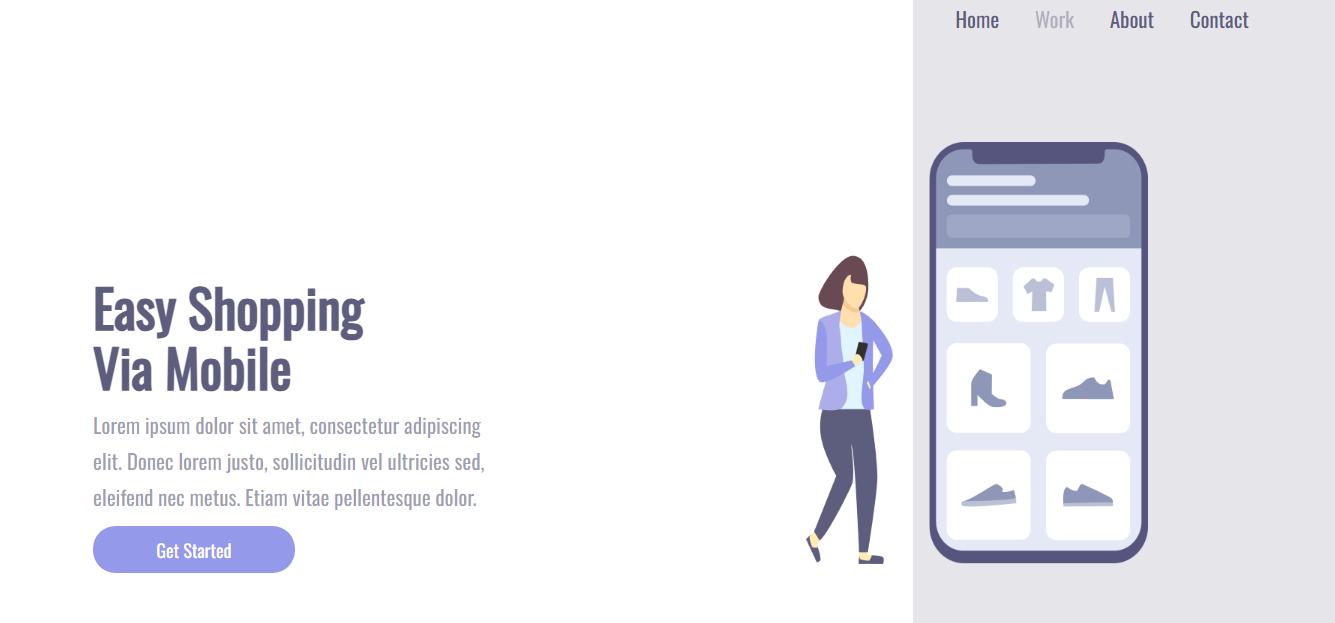 Home Work About Contact
Easy Shopping
Via Mobile
Lorem ipsum dolor sit amet, consectetur adipiscing
elit. Donec lorem justo, sollicitudin vel ultricies sed,
eleifend nec metus. Etiam vitae pellentesque dolor.
Get Started